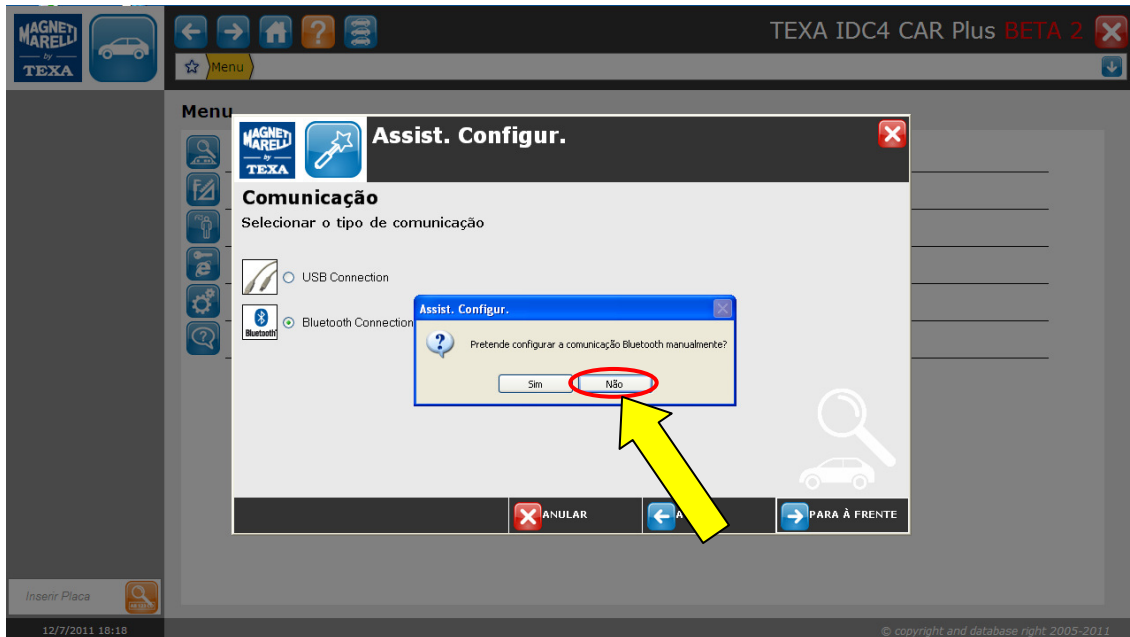 MAGNETI
MARELLI
by
TEXA
TEXA IDC4 CAR Plus BETA 2
Menu
Menu
MAGNETI
MARELLI
by
TEXA
Assist. Configur.
Comunicação
Selecionar o tipo de comunicação
USB Connection
Bluetooth
Bluetooth Connection
Assist. Configur.
Pretende configurar a comunicação Bluetooth manualmente?
Sim
Não
ANULAR
PARA À FRENTE
Inserir Placa
12/7/2011 18:18
© copyright and database right 2005-2011